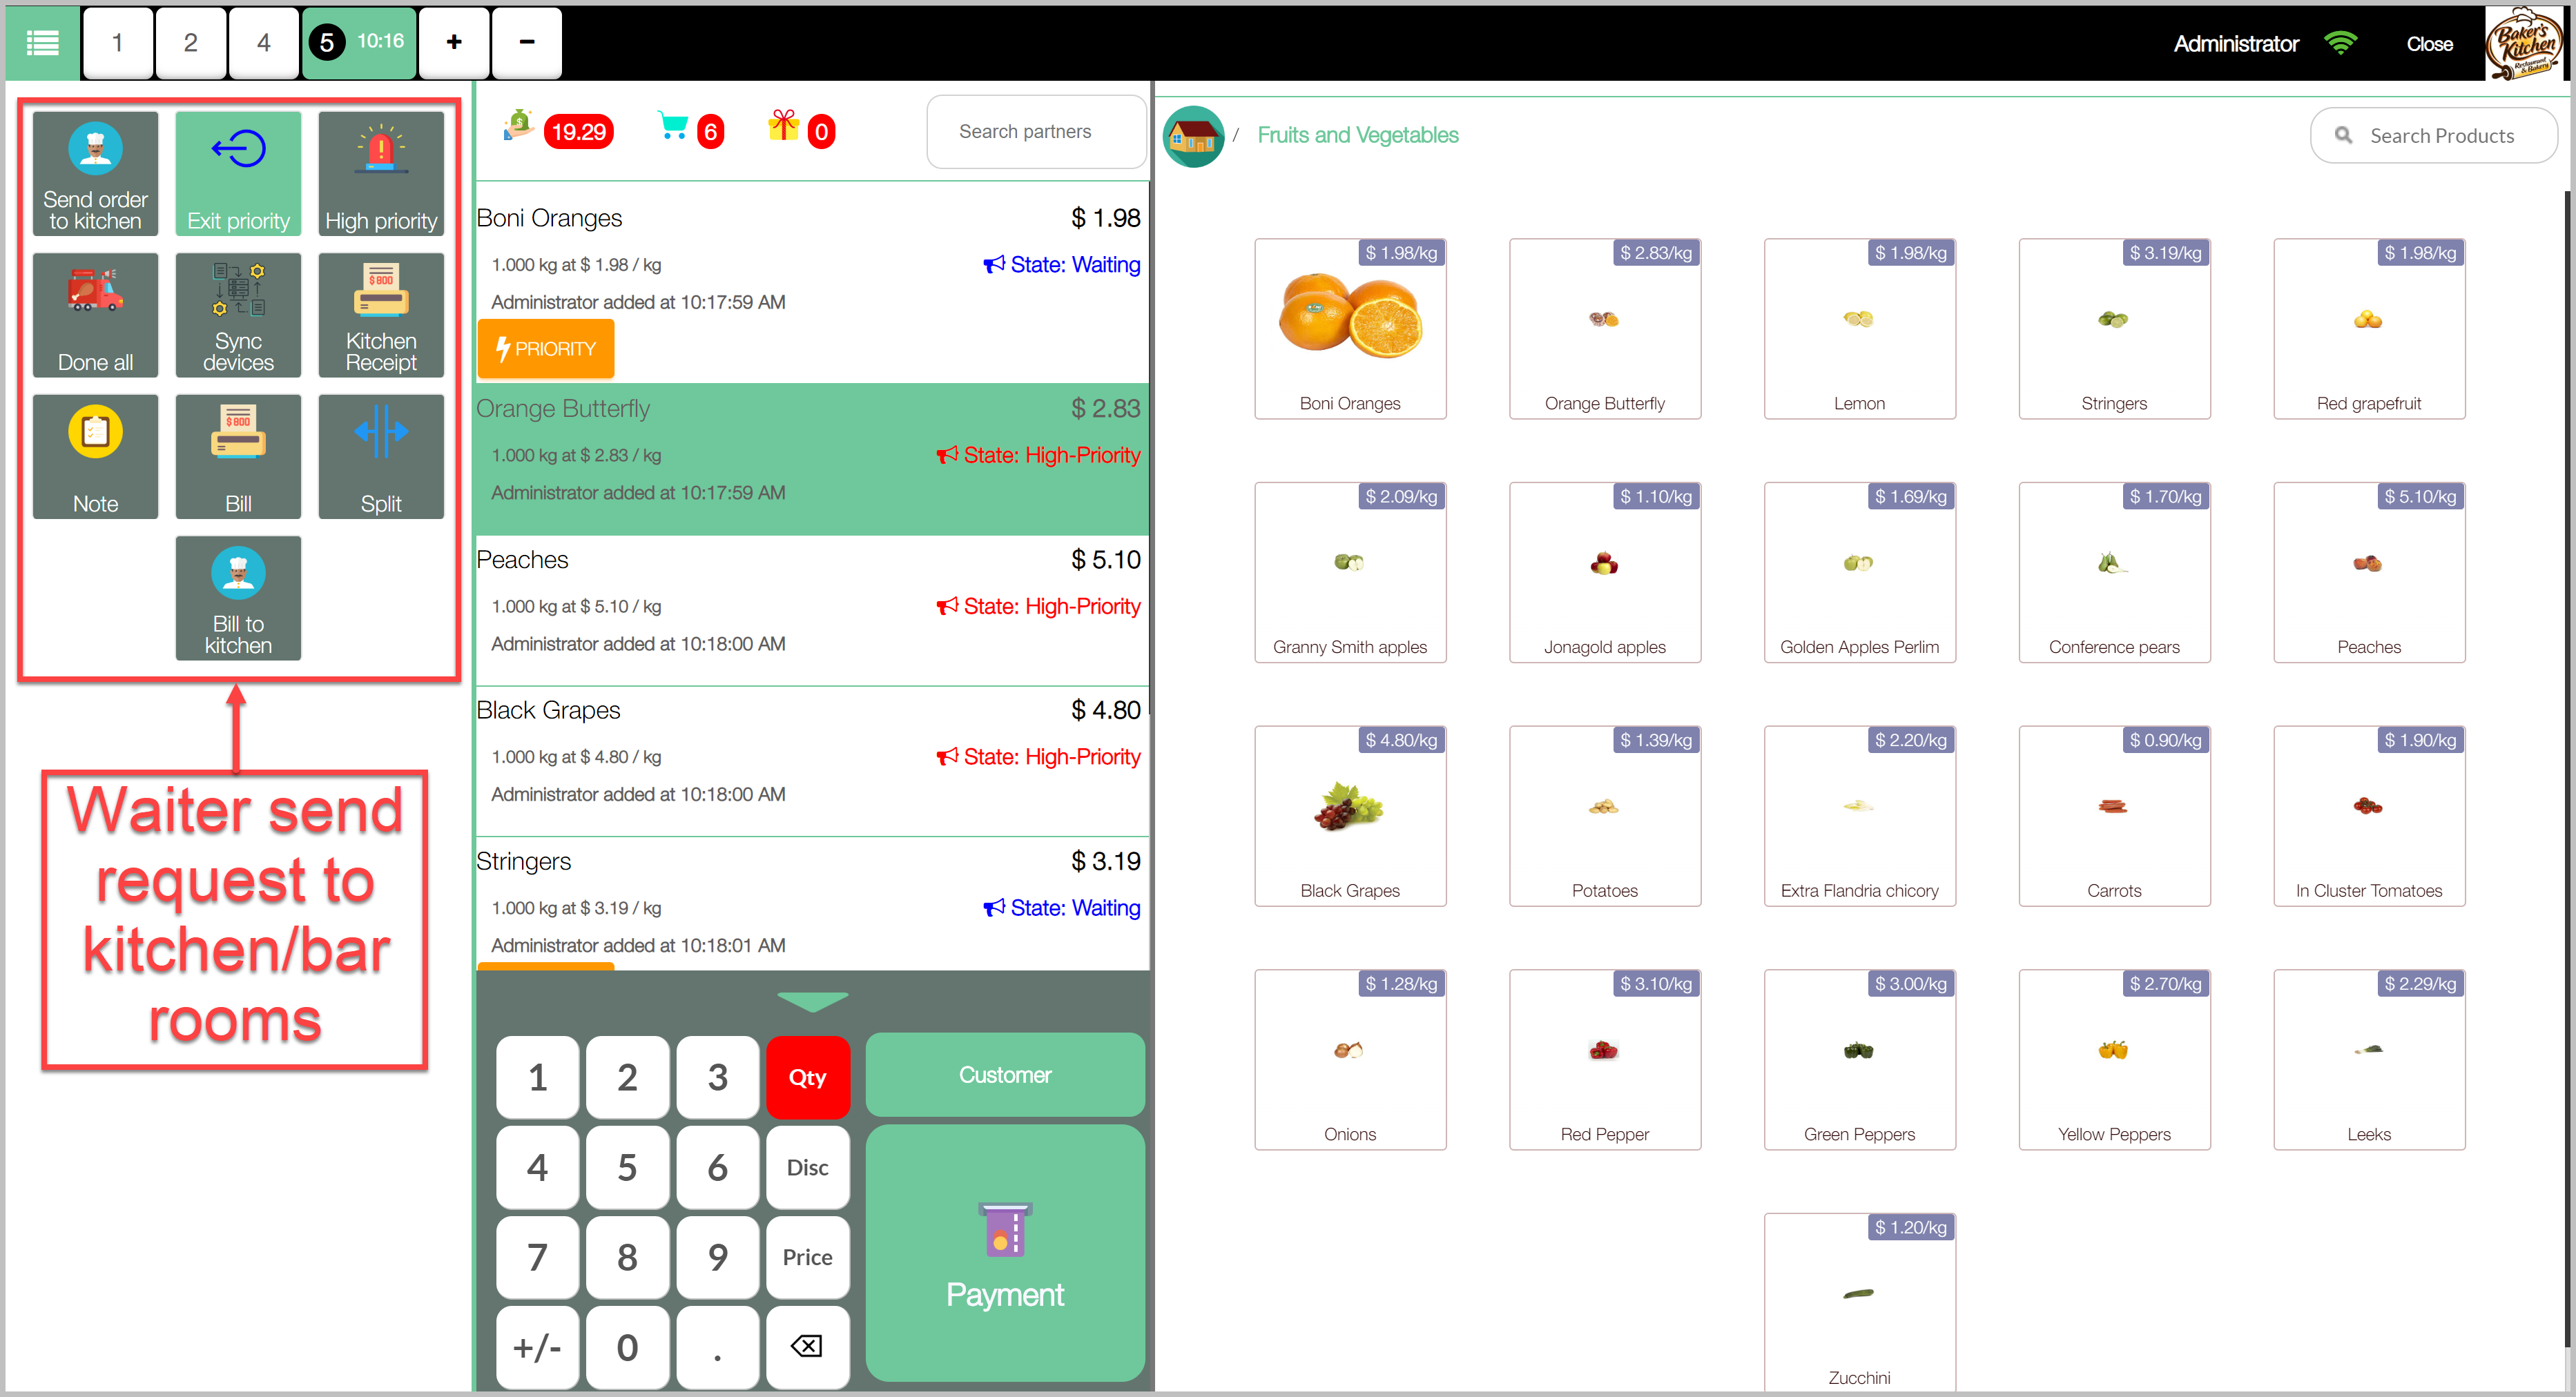 1
2
4
5 10:16
+
-
Administrator
Close
Baker's
Kitchen
Restaurant
& Bakery
Send order
to kitchen
Exit priority
High priority
Done all
Sync
devices
Kitchen
Receipt
Note
Bill
Split
Bill to
kitchen
$ 800
$ 800
Waiter send
request to
kitchen/bar
rooms
$
19.29
6
0
Search partners
Boni Oranges $ 1.98
1.000 kg at $ 1.98 / kg State: Waiting
Administrator added at 10:17:59 AM
PRIORITY
Orange Butterfly $ 2.83
1.000 kg at $ 2.83 / kg State: High-Priority
Administrator added at 10:17:59 AM
Peaches $ 5.10
1.000 kg at $ 5.10 / kg State: High-Priority
Administrator added at 10:18:00 AM
Black Grapes $ 4.80
1.000 kg at $ 4.80 / kg State: High-Priority
Administrator added at 10:18:00 AM
Stringers $ 3.19
1.000 kg at $ 3.19 / kg State: Waiting
Administrator added at 10:18:01 AM
1 2 3 Qty
4 5 6 Disc
7 8 9 Price
+/- 0 .
Customer
Payment
/ Fruits and Vegetables
Search Products
$ 1.98/kg
Boni Oranges
$ 2.83/kg
Orange Butterfly
$ 1.98/kg
Lemon
$ 3.19/kg
Stringers
$ 1.98/kg
Red grapefruit
$ 2.09/kg
Granny Smith apples
$ 1.10/kg
Jonagold apples
$ 1.69/kg
Golden Apples Perlim
$ 1.70/kg
Conference pears
$ 5.10/kg
Peaches
$ 4.80/kg
Black Grapes
$ 1.39/kg
Potatoes
$ 2.20/kg
Extra Flandria chicory
$ 0.90/kg
Carrots
$ 1.90/kg
In Cluster Tomatoes
$ 1.28/kg
Onions
$ 3.10/kg
Red Pepper
$ 3.00/kg
Green Peppers
$ 2.70/kg
Yellow Peppers
$ 2.29/kg
Leeks
$ 1.20/kg
Zucchini